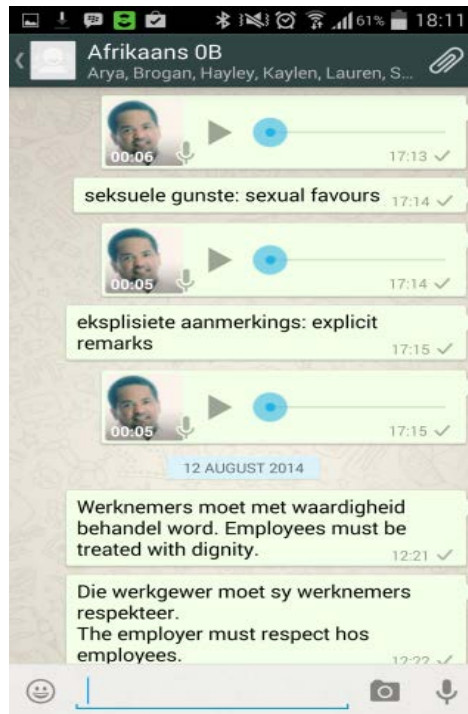 61% 18:11
Afrikaans 0B
Arya, Brogan, Hayley, Kaylen, Lauren, S...
00:06 17:13
seksuele gunste: sexual favours 17:14
00:05 17:14
eksplisiete aanmerkings: explicit
remarks 17:15
00:05 17:15
12 AUGUST 2014
Werknemers moet met waardigheid
behandel word. Employees must be
treated with dignity. 12:21
Die werkgewer moet sy werknemers
respekteer.
The employer must respect hos
employees. 12:22